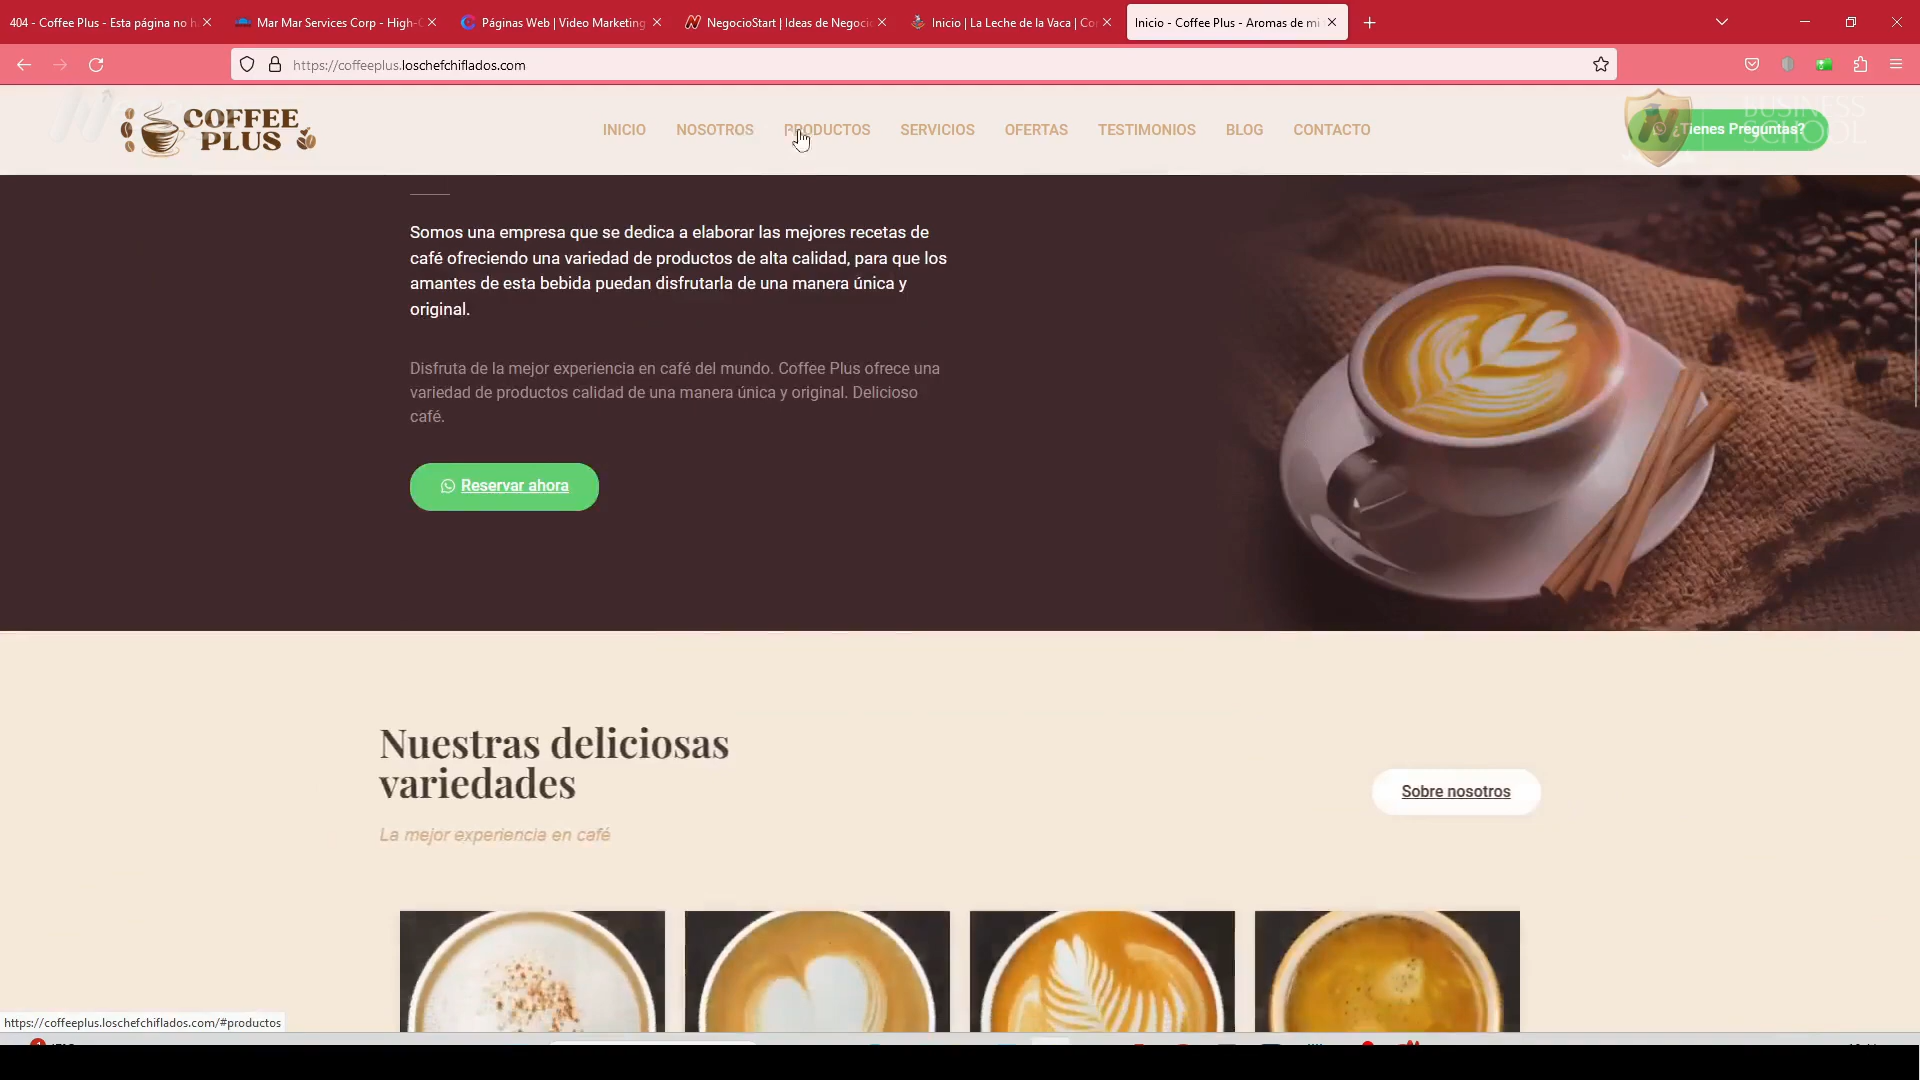 404 - Coffee Plus - Esta página no h
Mar Mar Services Corp - High-
Páginas Web | Video Marketing
NegocioStart | Ideas de Negoci
Inicio | La Leche de la Vaca | Co
Inicio - Coffee Plus - Aromas de mi
https://coffeeplus.loschefchiflados.com
COFFEE
PLUS
INICIO
NOSOTROS
PRODUCTOS
SERVICIOS
OFERTAS
TESTIMONIOS
BLOG
CONTACTO
¿Tienes Preguntas?
BUSINESS
SCHOOL
Somos una empresa que se dedica a elaborar las mejores recetas de
café ofreciendo una variedad de productos de alta calidad, para que los
amantes de esta bebida puedan disfrutarla de una manera única y
original.
Disfruta de la mejor experiencia en café del mundo. Coffee Plus ofrece una
variedad de productos calidad de una manera única y original. Delicioso
café.
Reservar ahora
Nuestras deliciosas
variedades
Sobre nosotros
La mejor experiencia en café
https://coffeeplus.loschefchiflados.com/#productos